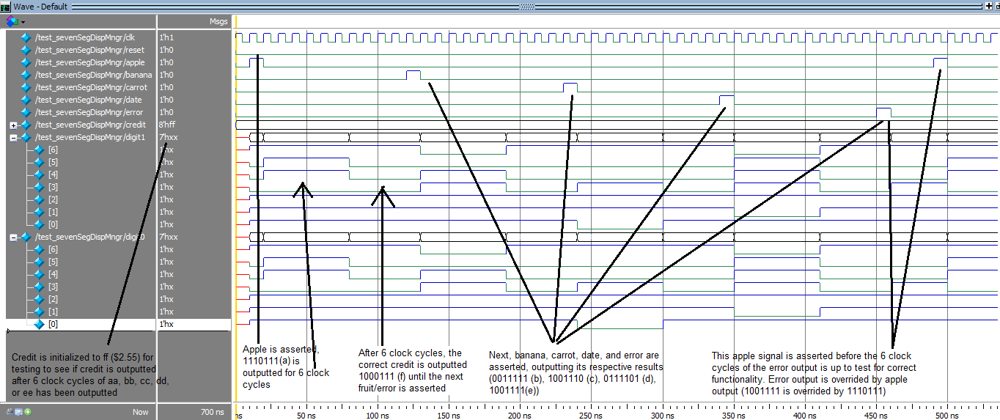 Wave - Default
Msgs
/test_sevenSegDispMngr/clk 1'h1
/test_sevenSegDispMngr/reset 1'h0
/test_sevenSegDispMngr/apple 1'h0
/test_sevenSegDispMngr/banana 1'h0
/test_sevenSegDispMngr/carrot 1'h0
/test_sevenSegDispMngr/date 1'h0
/test_sevenSegDispMngr/error 1'h0
/test_sevenSegDispMngr/credit 8'hff
/test_sevenSegDispMngr/digit1 7'hxx
[6] 1'hx
[5] 1'hx
[4] 1'hx
[3] 1'hx
[2] 1'hx
[1] 1'hx
[0] 1'hx
/test_sevenSegDispMngr/digit0 7'hxx
[6] 1'hx
[5] 1'hx
[4] 1'hx
[3] 1'hx
[2] 1'hx
[1] 1'hx
[0] 1'hx
Credit is initialized to ff ($2.55) for
testing to see if credit is outputted
after 6 clock cycles of aa, bb, cc, dd,
or ee has been outputted
Apple is asserted,
1110111(a) is
outputted for 6 clock
cycles
After 6 clock cycles, the
correct credit is outputted
1000111 (f) until the next
fruit/error is asserted
Next, banana, carrot, date, and error are
asserted, outputting its respective results
(0011111 (b), 1001110 (c), 0111101 (d),
1001111(e))
This apple signal is asserted before the 6 clock
cycles of the error output is up to test for correct
functionality. Error output is overrided by apple
output (1001111 is overrided by 1110111)
Now 700 ns
ns 50 ns 100 ns 150 ns 200 ns 250 ns 300 ns 350 ns 400 ns 450 ns 500 ns